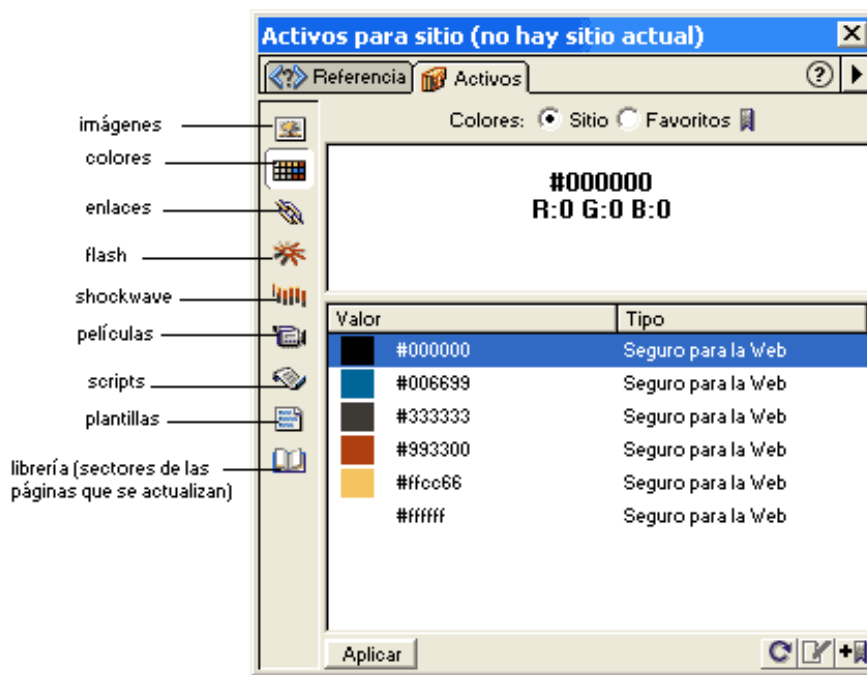 Activos para sitio (no hay sitio actual)
Referencia Activos
Colores: Sitio Favoritos
imágenes
colores
enlaces
flash
shockwave
películas
scripts
plantillas
librería (sectores de las
páginas que se actualizan)
#000000
R:0 G:0 B:0
Valor Tipo
#000000 Seguro para la Web
#006699 Seguro para la Web
#333333 Seguro para la Web
#993300 Seguro para la Web
#ffcc66 Seguro para la Web
#ffffff Seguro para la Web
Aplicar